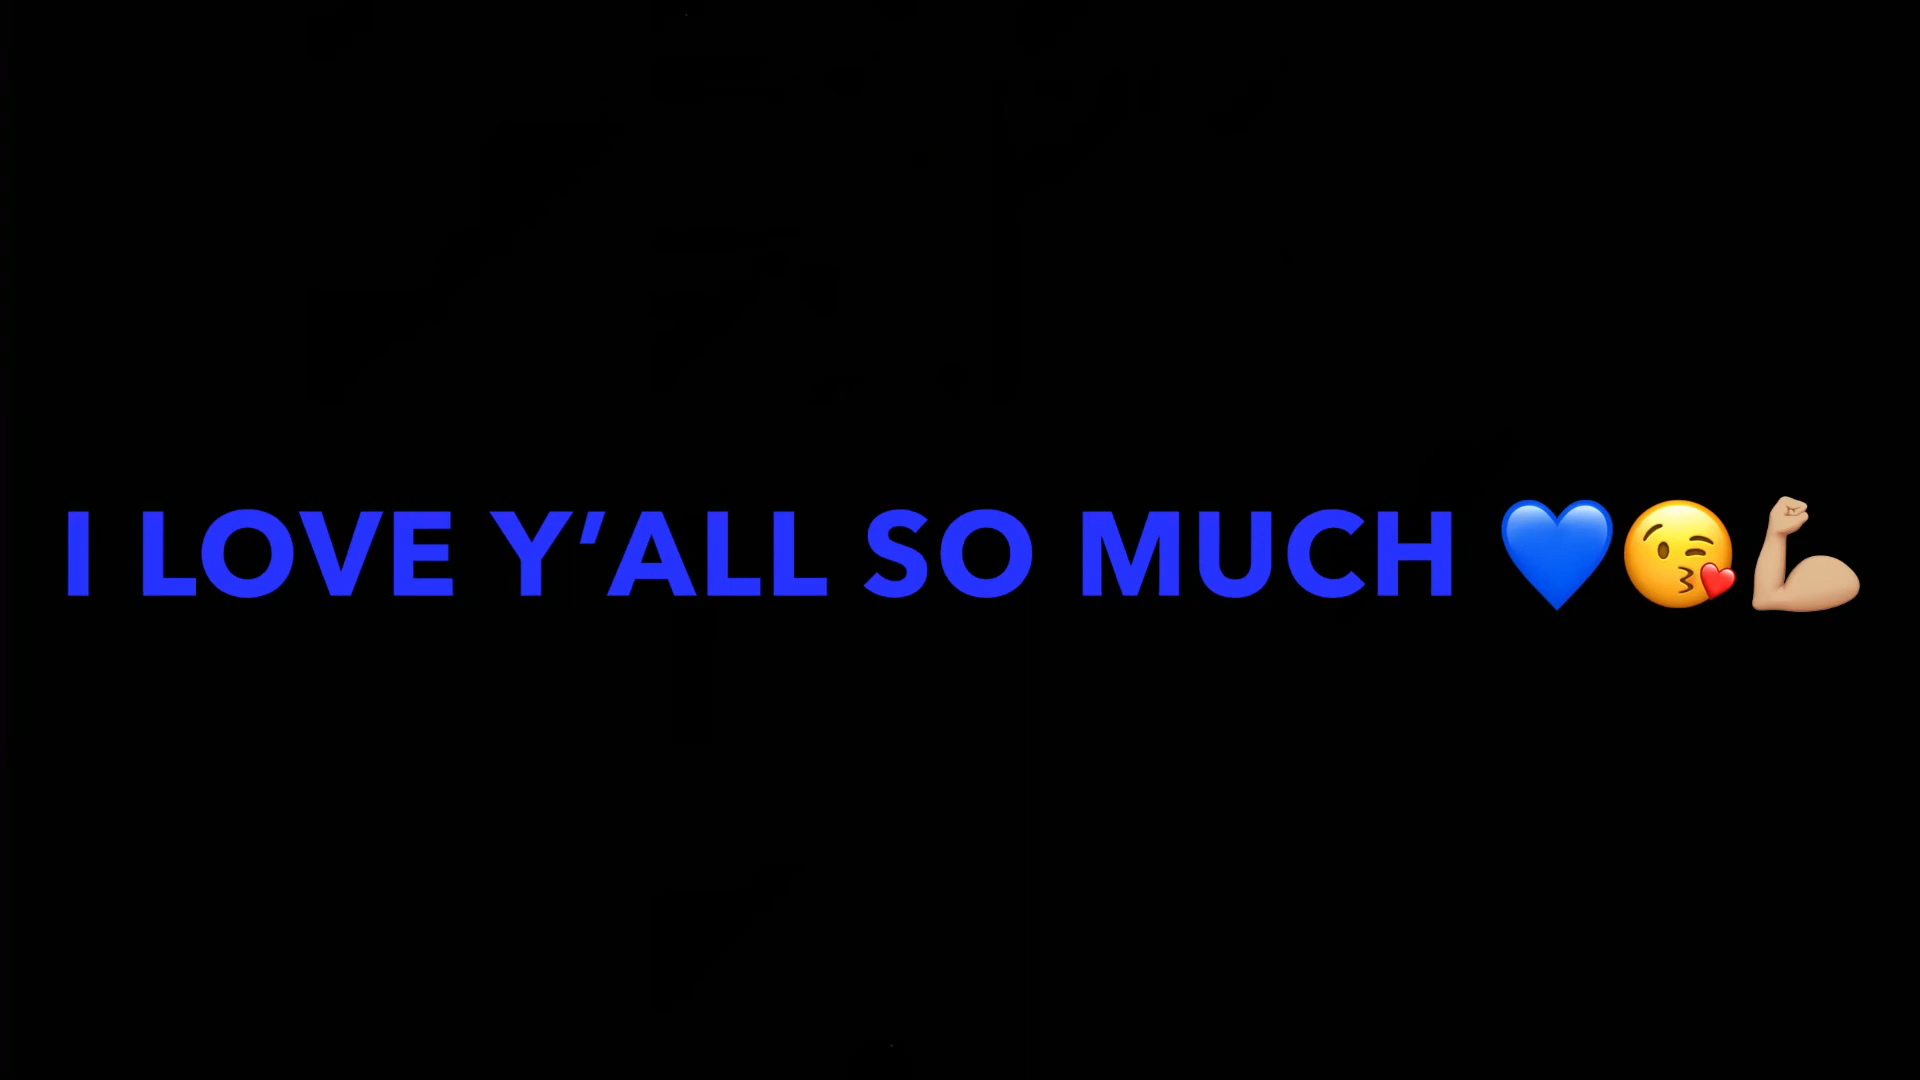 I LOVE Y’ALL SO MUCH 💙😘💪🏼